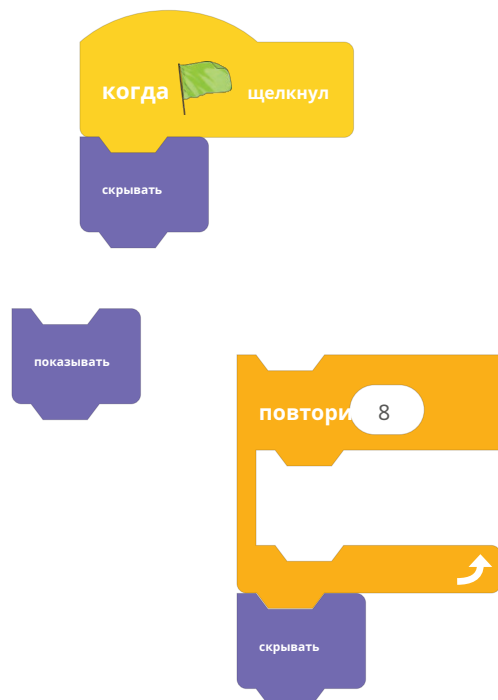 когда щелкнул
скрывать
показывать
повтори 8
скрывать